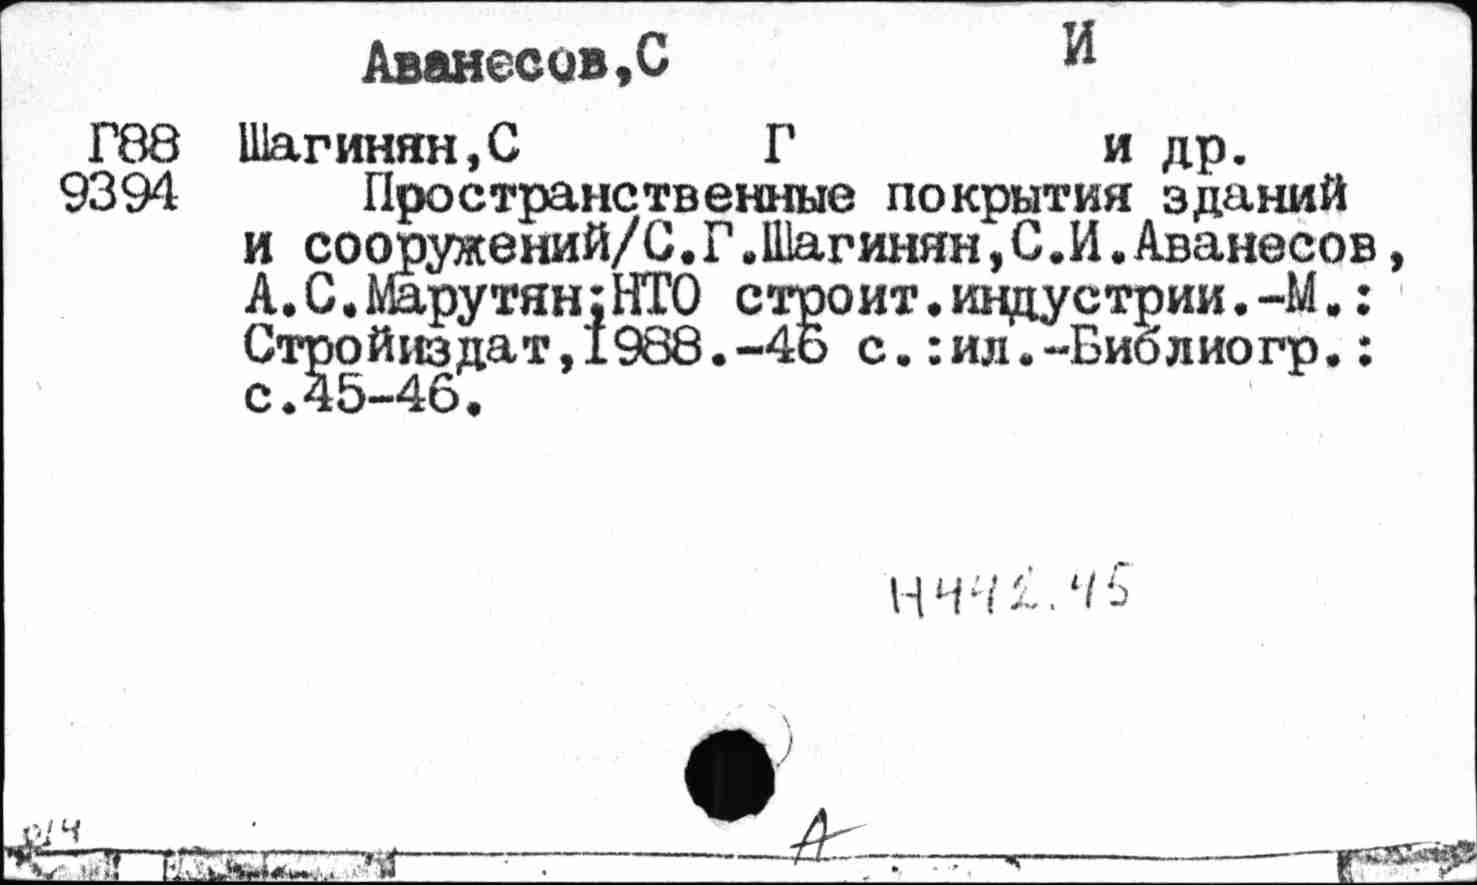 Аванесов,С И
Г88 Шагинян,С Г и др.
9394 Пространственные покрытия зданий
и сооружений/С.Г.Шагинян,С.И.Аванесов,
А.С.Марутян;НТО строит.индустрии.-М.:
Стройиздат,1988.-46 с.:ил.-Библиогр.:
с.45-46.
Н442.45
А